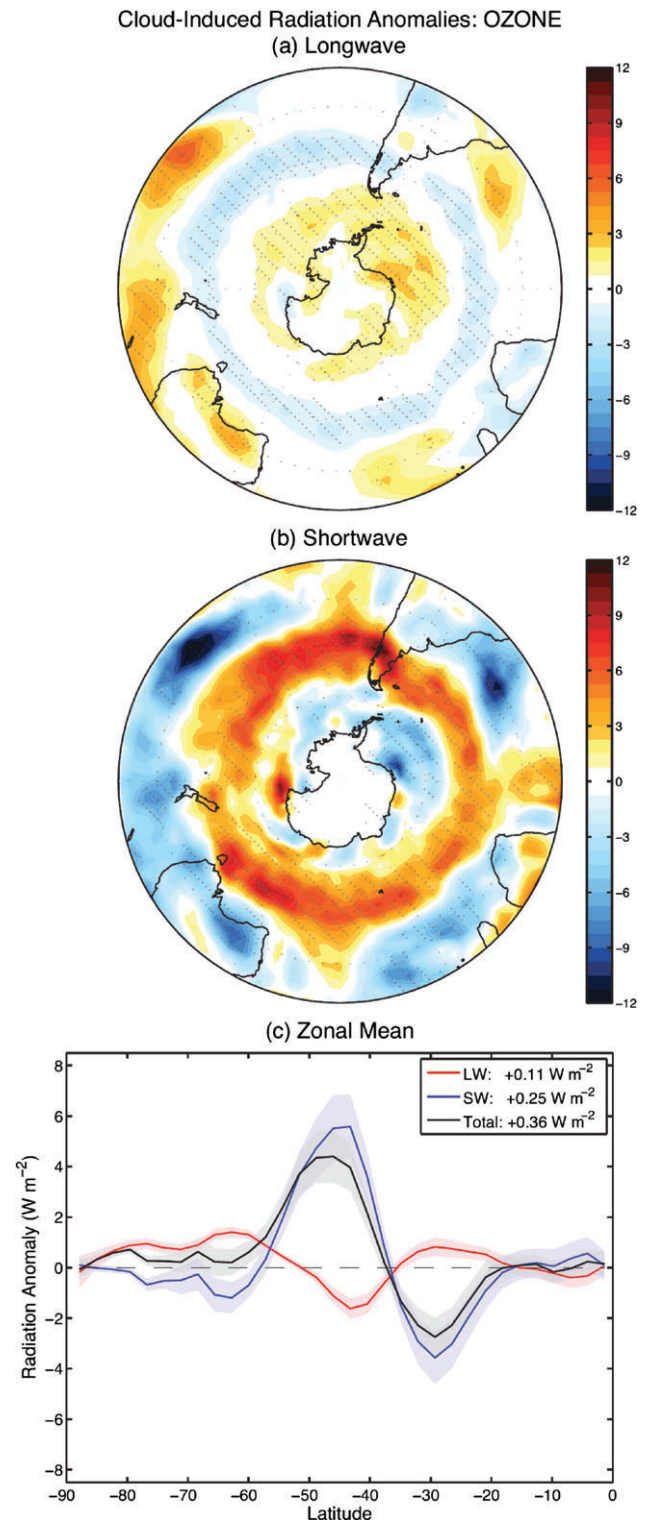 Cloud-Induced Radiation Anomalies: OZONE
(a) Longwave
12
9
6
3
0
−3
−6
−9
−12
(b) Shortwave
12
9
6
3
0
−3
−6
−9
−12
(c) Zonal Mean
8
6
4
2
0
−2
−4
−6
−8
Radiation Anomaly (W m⁻²)
LW: +0.11 W m⁻²
SW: +0.25 W m⁻²
Total: +0.36 W m⁻²
−90 −80 −70 −60 −50 −40 −30 −20 −10 0
Latitude